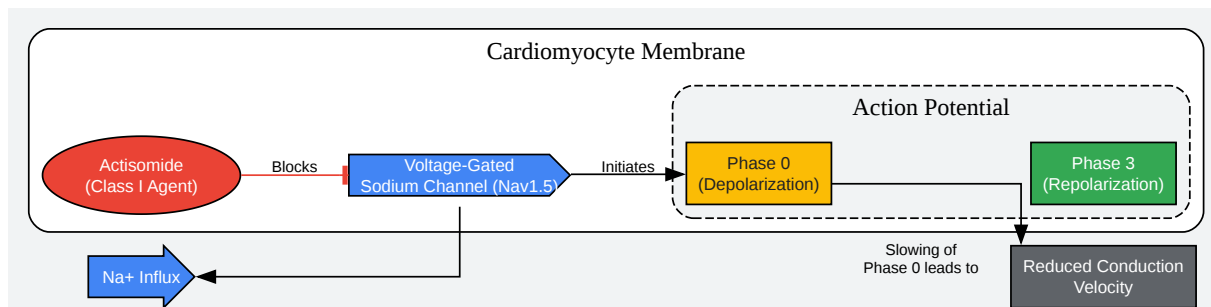 Cardiomyocyte Membrane
Action Potential
Actisomide
(Class I Agent)
Blocks
Voltage-Gated
Sodium Channel (Nav1.5)
Initiates
Phase 0
(Depolarization)
Phase 3
(Repolarization)
Na+ Influx
Slowing of
Phase 0 leads to
Reduced Conduction
Velocity